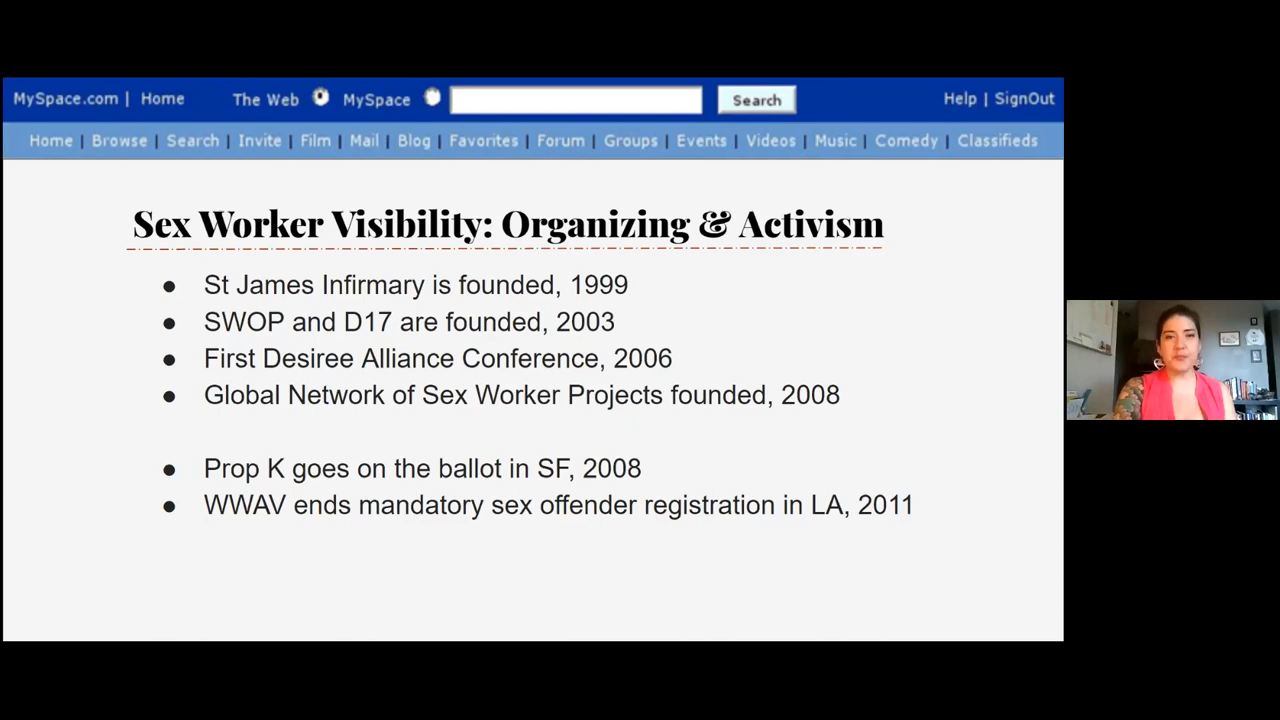 MySpace.com | Home The Web MySpace Search Help | SignOut
Home | Browse | Search | Invite | Film | Mail | Blog | Favorites | Forum | Groups | Events | Videos | Music | Comedy | Classifieds
Sex Worker Visibility: Organizing & Activism
● St James Infirmary is founded, 1999
● SWOP and D17 are founded, 2003
● First Desiree Alliance Conference, 2006
● Global Network of Sex Worker Projects founded, 2008
● Prop K goes on the ballot in SF, 2008
● WWAV ends mandatory sex offender registration in LA, 2011